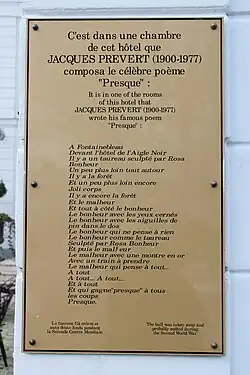 C'est dans une chambre
de cet hôtel que
JACQUES PREVERT (1900-1977)
composa le célèbre poème
"Presque" :
It is in one of the rooms
of this hotel that
JACQUES PREVERT (1900-1977)
wrote his famous poem
"Presque" :
A Fontainebleau
Devant l'hôtel de l'Aigle Noir
Il y a un taureau sculpté par Rosa
Bonheur
Un peu plus loin tout autour
Il y a la forêt
Et un peu plus loin encore
Joli corps
Il y a encore la forêt
Et le malheur
Et tout à côté le bonheur
Le bonheur avec les yeux cernés
Le bonheur avec les aiguilles de
pin dans le dos
Le bonheur qui ne pense à rien
Le bonheur comme le taureau
Sculpté par Rosa Bonheur
Et puis le malheur
Le malheur avec une montre en or
Avec un train à prendre
Le malheur qui pense à tout...
A tout
A tout... A tout...
Et à tout
Et qui gagne "presque" à tous
les coups
Presque.
Le taureau fût enlevé et
sans doute fondu pendant
la Seconde Guerre Mondiale
The bull was taken away and
probably melted during the
Second World War